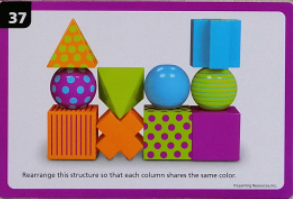 37
Rearrange this structure so that each column shares the same color.
©Learning Resources, Inc.